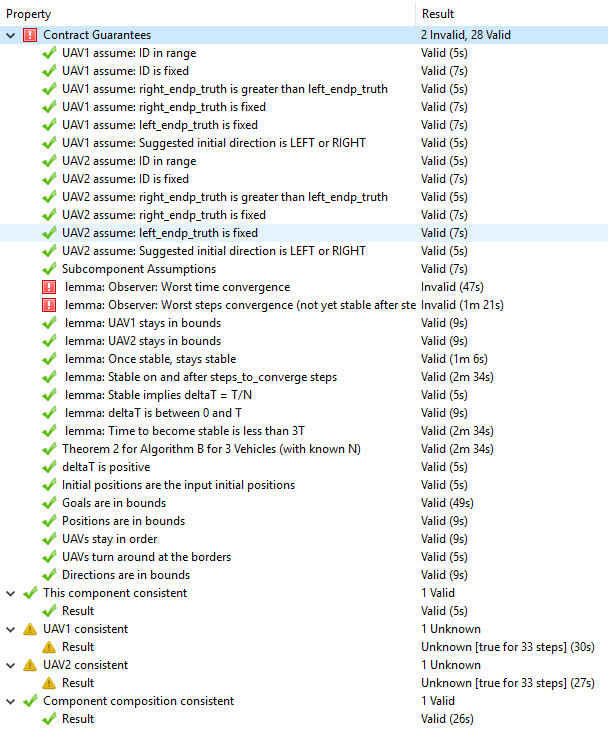 Property Result
Contract Guarantees 2 Invalid, 28 Valid
UAV1 assume: ID in range Valid (5s)
UAV1 assume: ID is fixed Valid (7s)
UAV1 assume: right_endp_truth is greater than left_endp_truth Valid (5s)
UAV1 assume: right_endp_truth is fixed Valid (7s)
UAV1 assume: left_endp_truth is fixed Valid (7s)
UAV1 assume: Suggested initial direction is LEFT or RIGHT Valid (5s)
UAV2 assume: ID in range Valid (5s)
UAV2 assume: ID is fixed Valid (7s)
UAV2 assume: right_endp_truth is greater than left_endp_truth Valid (5s)
UAV2 assume: right_endp_truth is fixed Valid (7s)
UAV2 assume: left_endp_truth is fixed Valid (7s)
UAV2 assume: Suggested initial direction is LEFT or RIGHT Valid (5s)
Subcomponent Assumptions Valid (7s)
lemma: Observer: Worst time convergence Invalid (47s)
lemma: Observer: Worst steps convergence (not yet stable after ste Invalid (1m 21s)
lemma: UAV1 stays in bounds Valid (9s)
lemma: UAV2 stays in bounds Valid (9s)
lemma: Once stable, stays stable Valid (1m 6s)
lemma: Stable on and after steps_to_converge steps Valid (2m 34s)
lemma: Stable implies deltaT = T/N Valid (5s)
lemma: deltaT is between 0 and T Valid (9s)
lemma: Time to become stable is less than 3T Valid (2m 34s)
Theorem 2 for Algorithm B for 3 Vehicles (with known N) Valid (2m 34s)
deltaT is positive Valid (5s)
Initial positions are the input initial positions Valid (5s)
Goals are in bounds Valid (49s)
Positions are in bounds Valid (9s)
UAVs stay in order Valid (9s)
UAVs turn around at the borders Valid (5s)
Directions are in bounds Valid (9s)
This component consistent 1 Valid
Result Valid (5s)
UAV1 consistent 1 Unknown
Result Unknown [true for 33 steps] (30s)
UAV2 consistent 1 Unknown
Result Unknown [true for 33 steps] (27s)
Component composition consistent 1 Valid
Result Valid (26s)